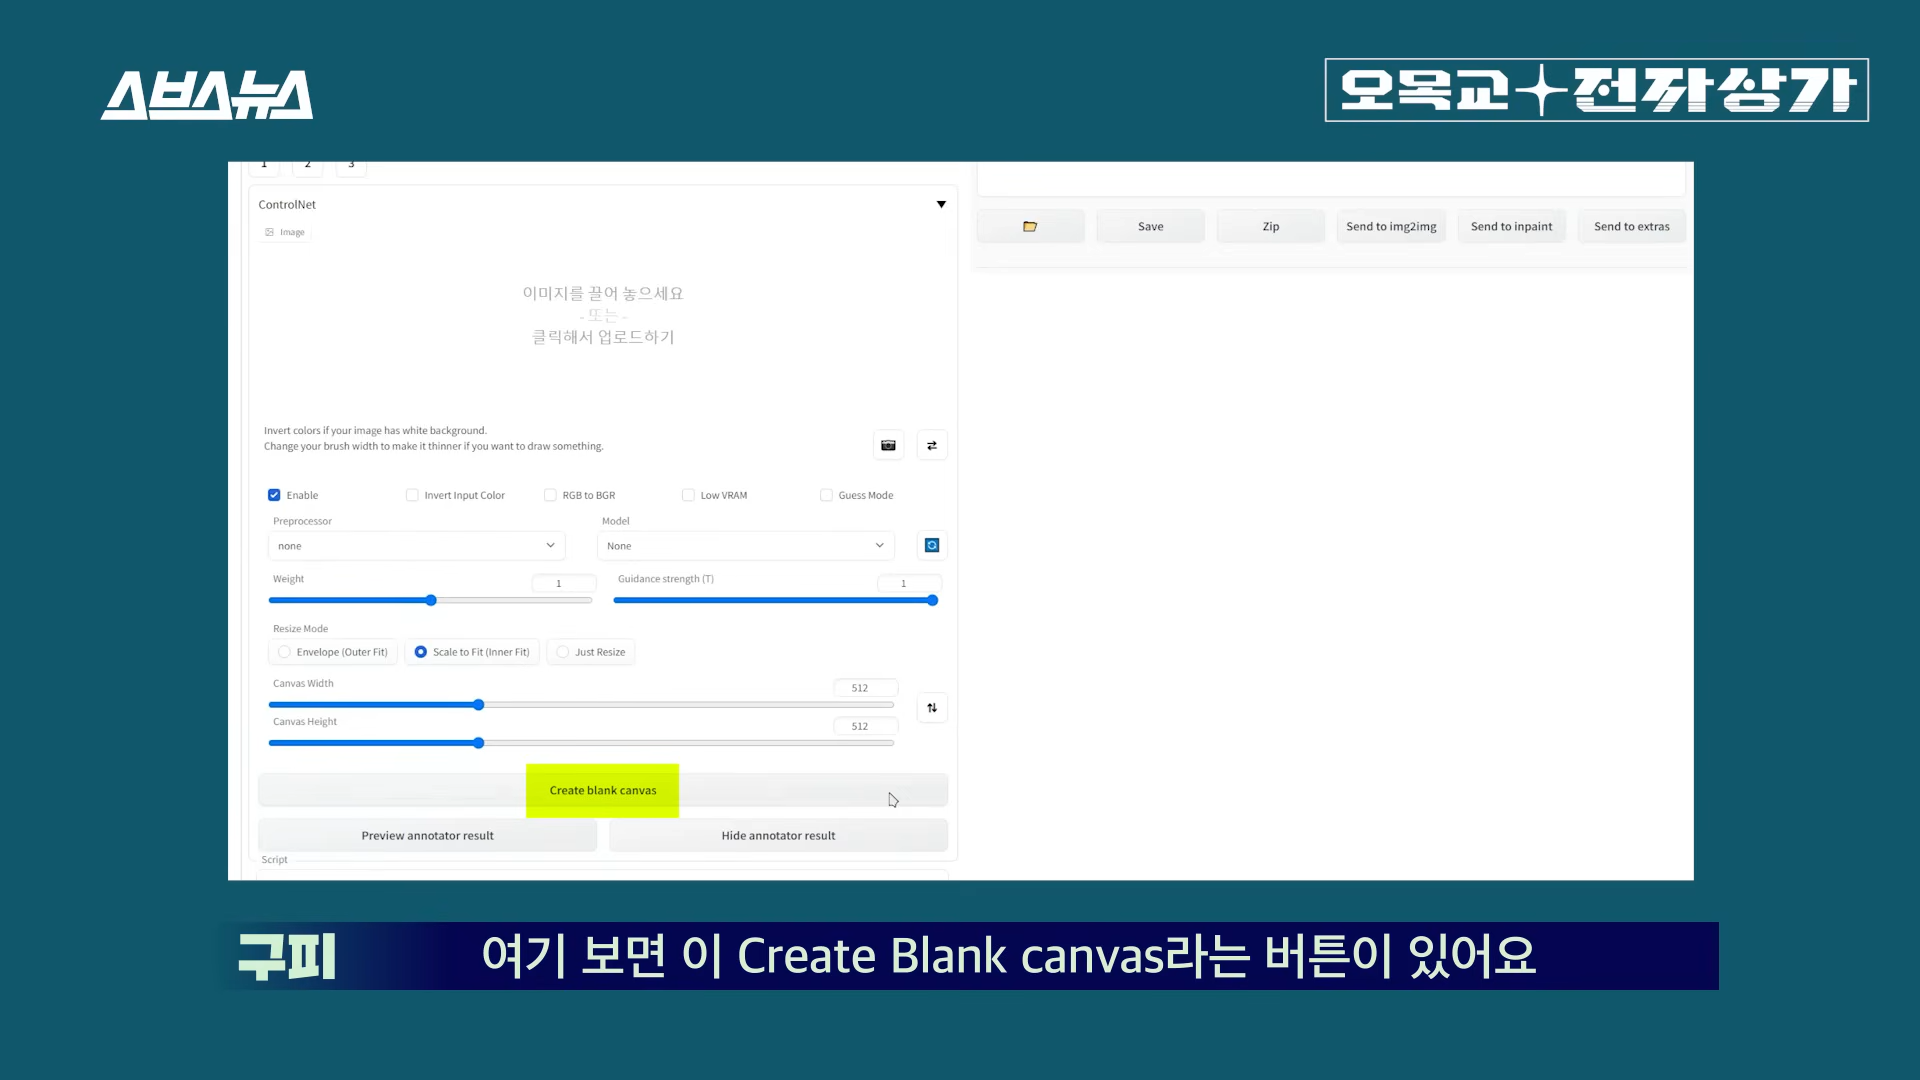 스브스뉴스
오목교 전자상가
1 2 3
ControlNet
Image
이미지를 끌어 놓으세요
- 또는 -
클릭해서 업로드하기
Invert colors if your image has white background.
Change your brush width to make it thinner if you want to draw something.
Enable
Invert Input Color
RGB to BGR
Low VRAM
Guess Mode
Preprocessor
none
Model
None
Weight
1
Guidance strength (T)
1
Resize Mode
Envelope (Outer Fit)
Scale to Fit (Inner Fit)
Just Resize
Canvas Width
512
Canvas Height
512
Create blank canvas
Preview annotator result
Hide annotator result
Script
Save
Zip
Send to img2img
Send to inpaint
Send to extras
구피
여기 보면 이 Create Blank canvas라는 버튼이 있어요